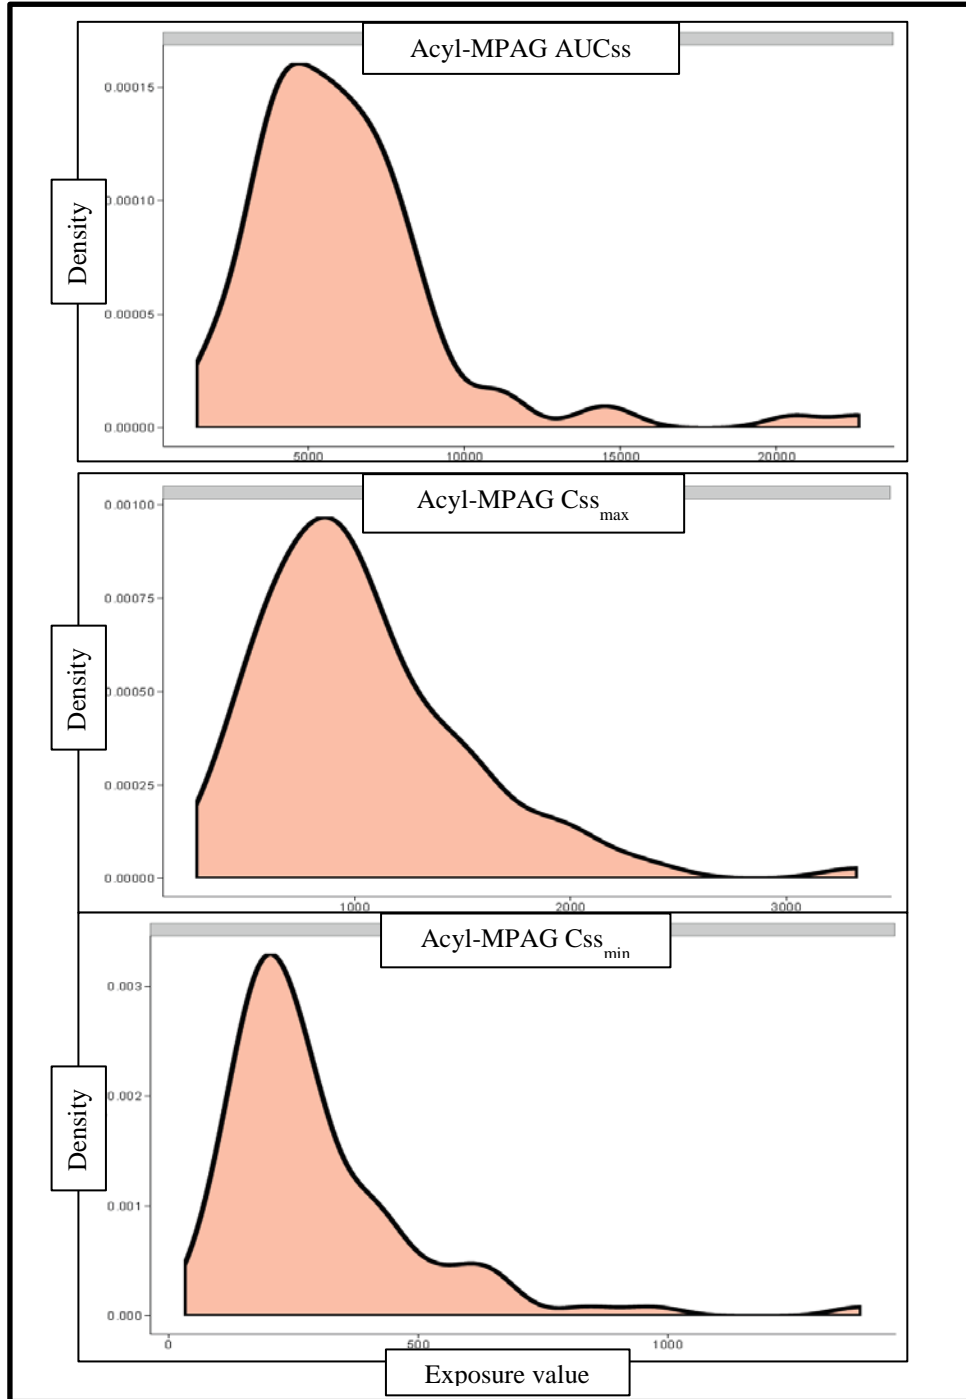 Acyl-MPAG AUCss
0.00015
0.00010
Density
0.00005
0.00000
5000 10000 15000 20000
Acyl-MPAG Css max
0.00100
0.00075
Density
0.00050
0.00025
0.00000
1000 2000 3000
Acyl-MPAG Css min
0.003
0.002
Density
0.001
0.000
0 500 1000
Exposure value